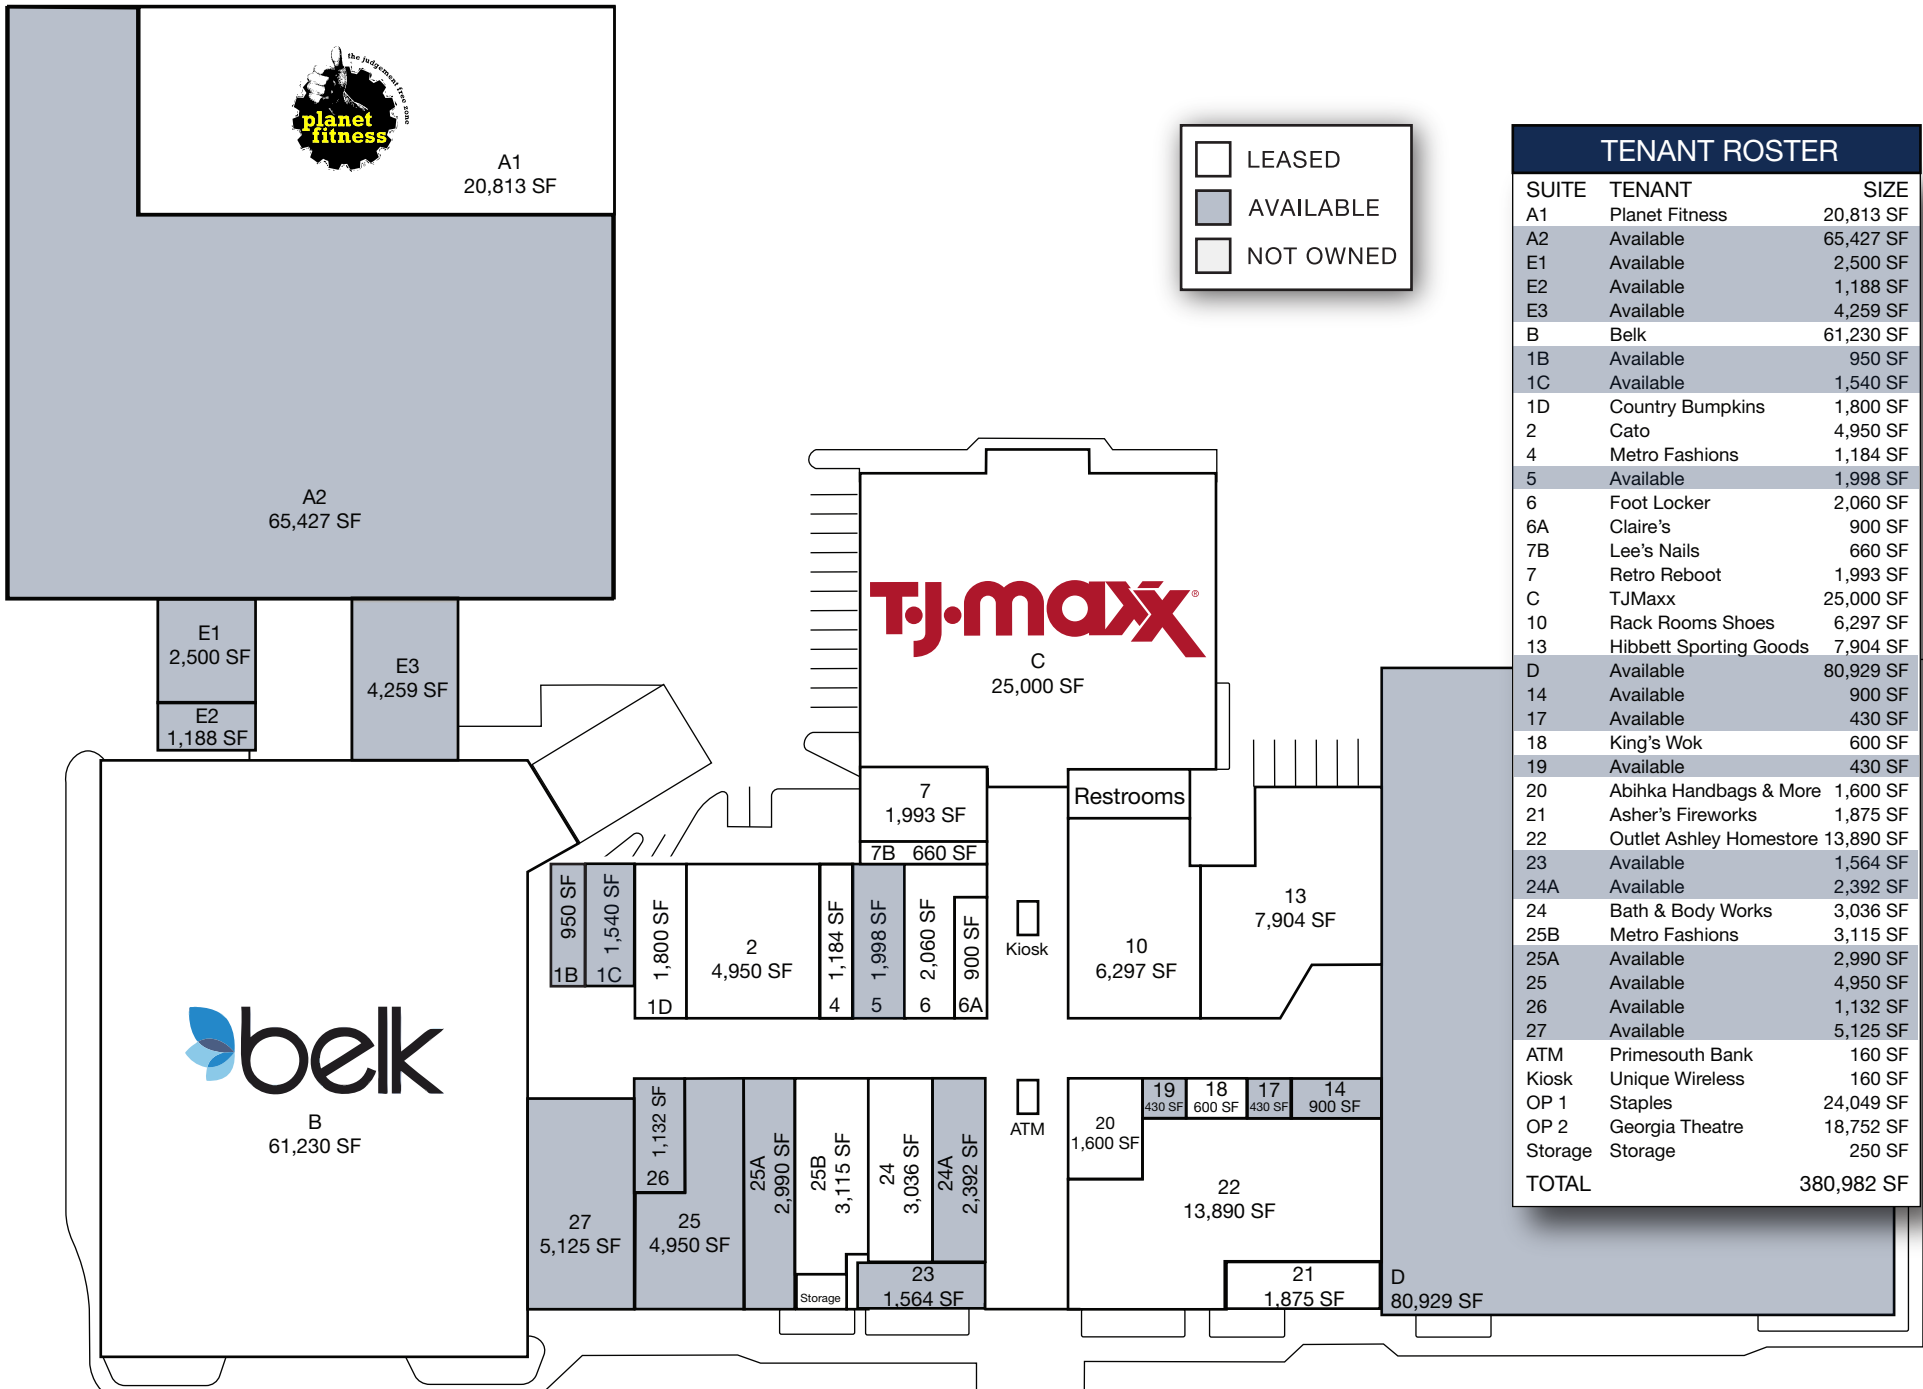 the judgement free zone
planet
fitness
A1
20,813 SF
A2
65,427 SF
E1
2,500 SF
E2
1,188 SF
E3
4,259 SF
belk
B
61,230 SF
T·J·maxx®
C
25,000 SF
7
1,993 SF
7B 660 SF
Restrooms
1B 950 SF
1C 1,540 SF
1D 1,800 SF
2
4,950 SF
4 1,184 SF
5 1,998 SF
6 2,060 SF
6A 900 SF
Kiosk
10
6,297 SF
13
7,904 SF
27
5,125 SF
26 1,132 SF
25
4,950 SF
25A
2,990 SF
25B
3,115 SF
Storage
24
3,036 SF
24A
2,392 SF
23
1,564 SF
ATM
20
1,600 SF
19
430 SF
18
600 SF
17
430 SF
14
900 SF
22
13,890 SF
21
1,875 SF
D
80,929 SF
LEASED
AVAILABLE
NOT OWNED
TENANT ROSTER
SUITE TENANT SIZE
A1 Planet Fitness 20,813 SF
A2 Available 65,427 SF
E1 Available 2,500 SF
E2 Available 1,188 SF
E3 Available 4,259 SF
B Belk 61,230 SF
1B Available 950 SF
1C Available 1,540 SF
1D Country Bumpkins 1,800 SF
2 Cato 4,950 SF
4 Metro Fashions 1,184 SF
5 Available 1,998 SF
6 Foot Locker 2,060 SF
6A Claire's 900 SF
7B Lee's Nails 660 SF
7 Retro Reboot 1,993 SF
C TJMaxx 25,000 SF
10 Rack Rooms Shoes 6,297 SF
13 Hibbett Sporting Goods 7,904 SF
D Available 80,929 SF
14 Available 900 SF
17 Available 430 SF
18 King's Wok 600 SF
19 Available 430 SF
20 Abihka Handbags & More 1,600 SF
21 Asher's Fireworks 1,875 SF
22 Outlet Ashley Homestore 13,890 SF
23 Available 1,564 SF
24A Available 2,392 SF
24 Bath & Body Works 3,036 SF
25B Metro Fashions 3,115 SF
25A Available 2,990 SF
25 Available 4,950 SF
26 Available 1,132 SF
27 Available 5,125 SF
ATM Primesouth Bank 160 SF
Kiosk Unique Wireless 160 SF
OP 1 Staples 24,049 SF
OP 2 Georgia Theatre 18,752 SF
Storage Storage 250 SF
TOTAL 380,982 SF